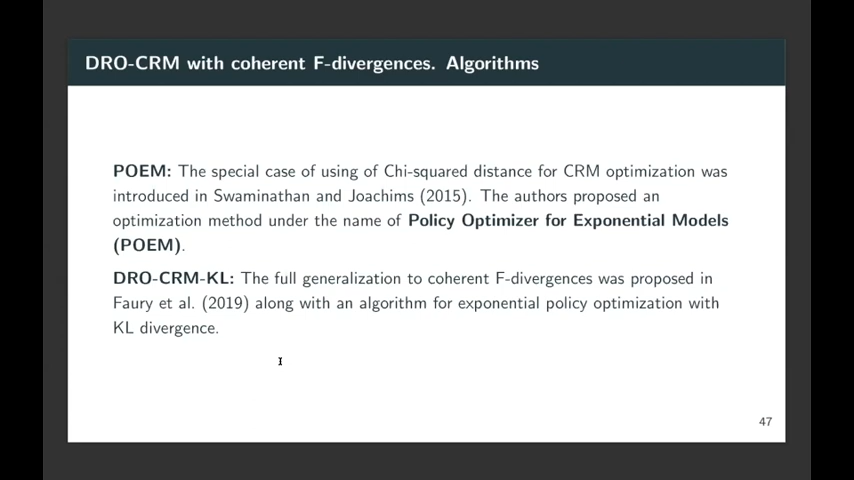 DRO-CRM with coherent F-divergences. Algorithms
POEM: The special case of using of Chi-squared distance for CRM optimization was
introduced in Swaminathan and Joachims (2015). The authors proposed an
optimization method under the name of Policy Optimizer for Exponential Models
(POEM).
DRO-CRM-KL: The full generalization to coherent F-divergences was proposed in
Faury et al. (2019) along with an algorithm for exponential policy optimization with
KL divergence.
47